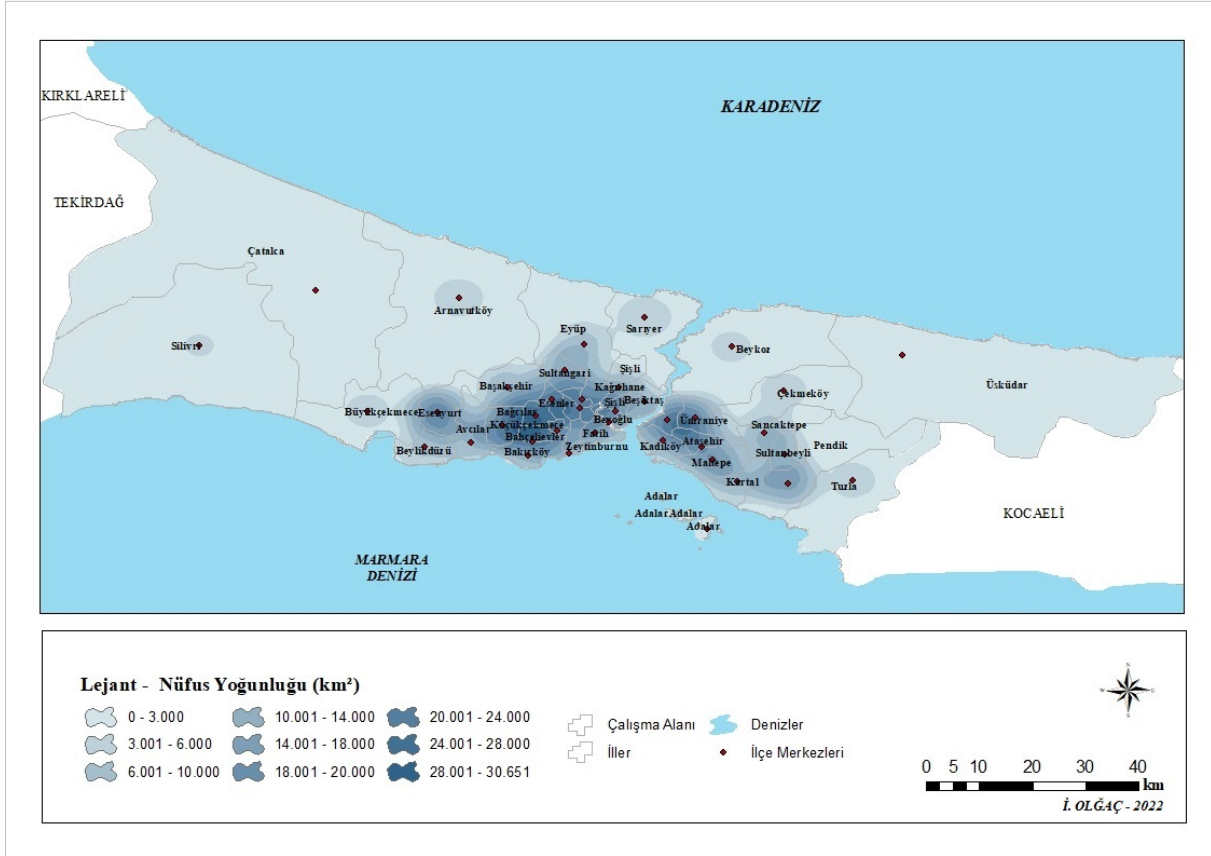 KIRKLARELİ
KARADENİZ
TEKİRDAĞ
Çatalca
Arnavutköy
Sarıyer
Eyüp
Silivri
Beykoz
Sultangazi
Şişli
Üsküdar
Başakşehir
Kağıthane
Çekmeköy
Büyükçekmece
Esenyurt
Esenler
Şişli
Beşiktaş
Bağcılar
Beyoğlu
Ümraniye
Küçükçekmece
Sancaktepe
Avcılar
Bahçelievler
Fatih
Ataşehir
Pendik
Beylikdüzü
Bakırköy
Zeytinburnu
Kadıköy
Maltepe
Sultanbeyli
Kartal
Tuzla
Adalar
Adalar Adalar
Adalar
KOCAELİ
MARMARA
DENİZİ
Lejant - Nüfus Yoğunluğu (km²)
0 - 3.000
3.001 - 6.000
6.001 - 10.000
10.001 - 14.000
14.001 - 18.000
18.001 - 20.000
20.001 - 24.000
24.001 - 28.000
28.001 - 30.651
Çalışma Alanı
İller
Denizler
İlçe Merkezleri
N
W E
S
0 5 10 20 30 40
km
İ. OLĞAÇ - 2022